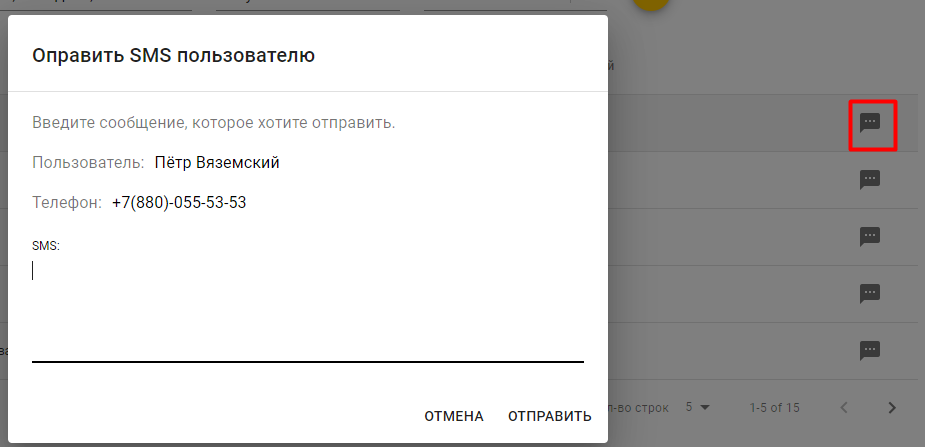 Оправить SMS пользователю
Введите сообщение, которое хотите отправить.
Пользователь: Пётр Вяземский
Телефон: +7(880)-055-53-53
SMS:
ОТМЕНА ОТПРАВИТЬ
строк 5 1-5 of 15